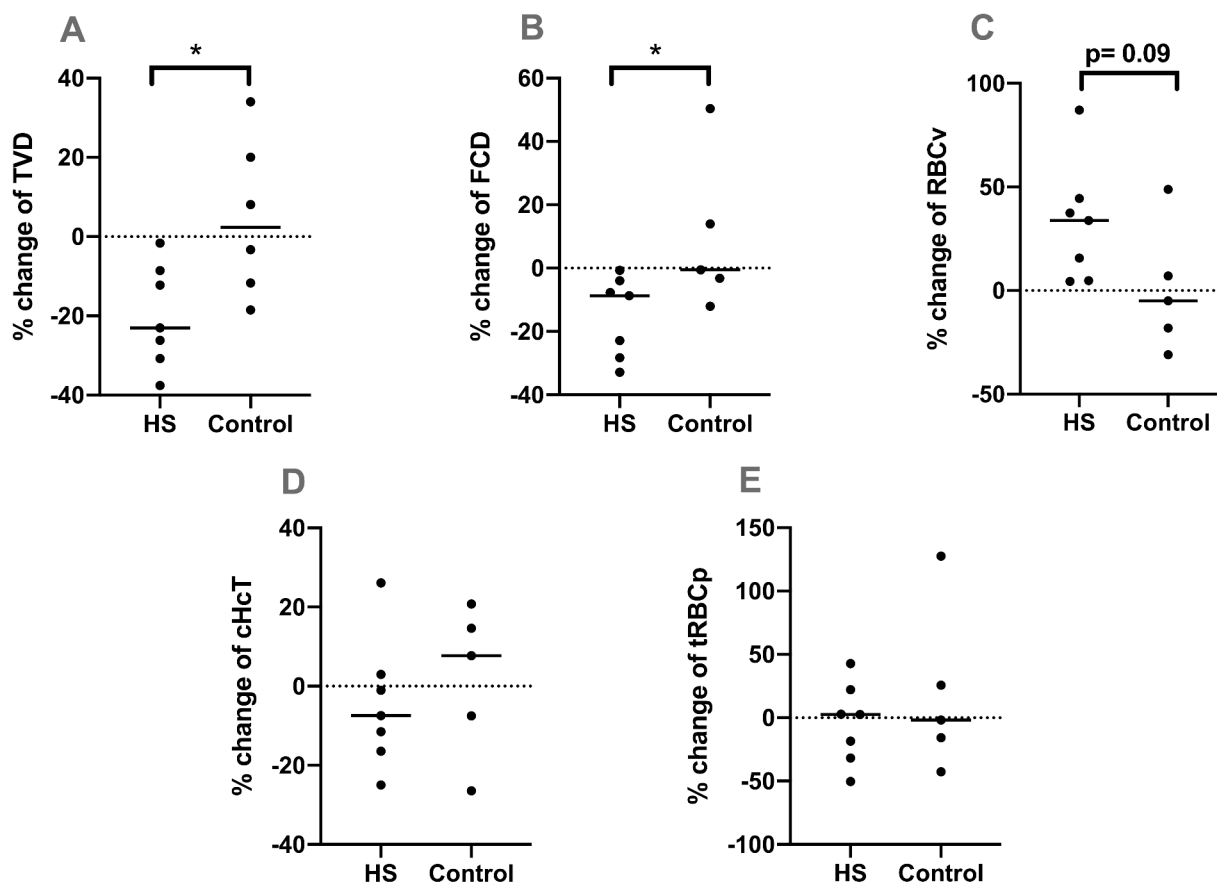 A
*
% change of TVD
40
20
0
-20
-40
HS Control
B
*
% change of FCD
60
40
20
0
-20
-40
HS Control
C
p= 0.09
% change of RBCv
100
50
0
-50
HS Control
D
% change of cHcT
40
20
0
-20
-40
HS Control
E
% change of tRBCp
150
100
50
0
-50
-100
HS Control